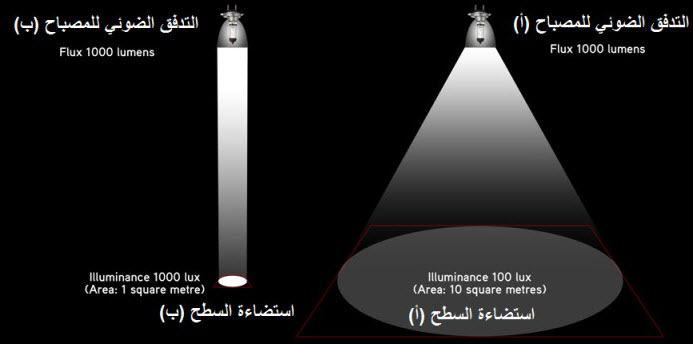 التدفق الضوئي للمصباح (ب)
Flux 1000 lumens
التدفق الضوئي للمصباح (أ)
Flux 1000 lumens
Illuminance 1000 lux
(Area: 1 square metre)
استضاءة السطح (ب)
Illuminance 100 lux
(Area: 10 square metres)
استضاءة السطح (أ)